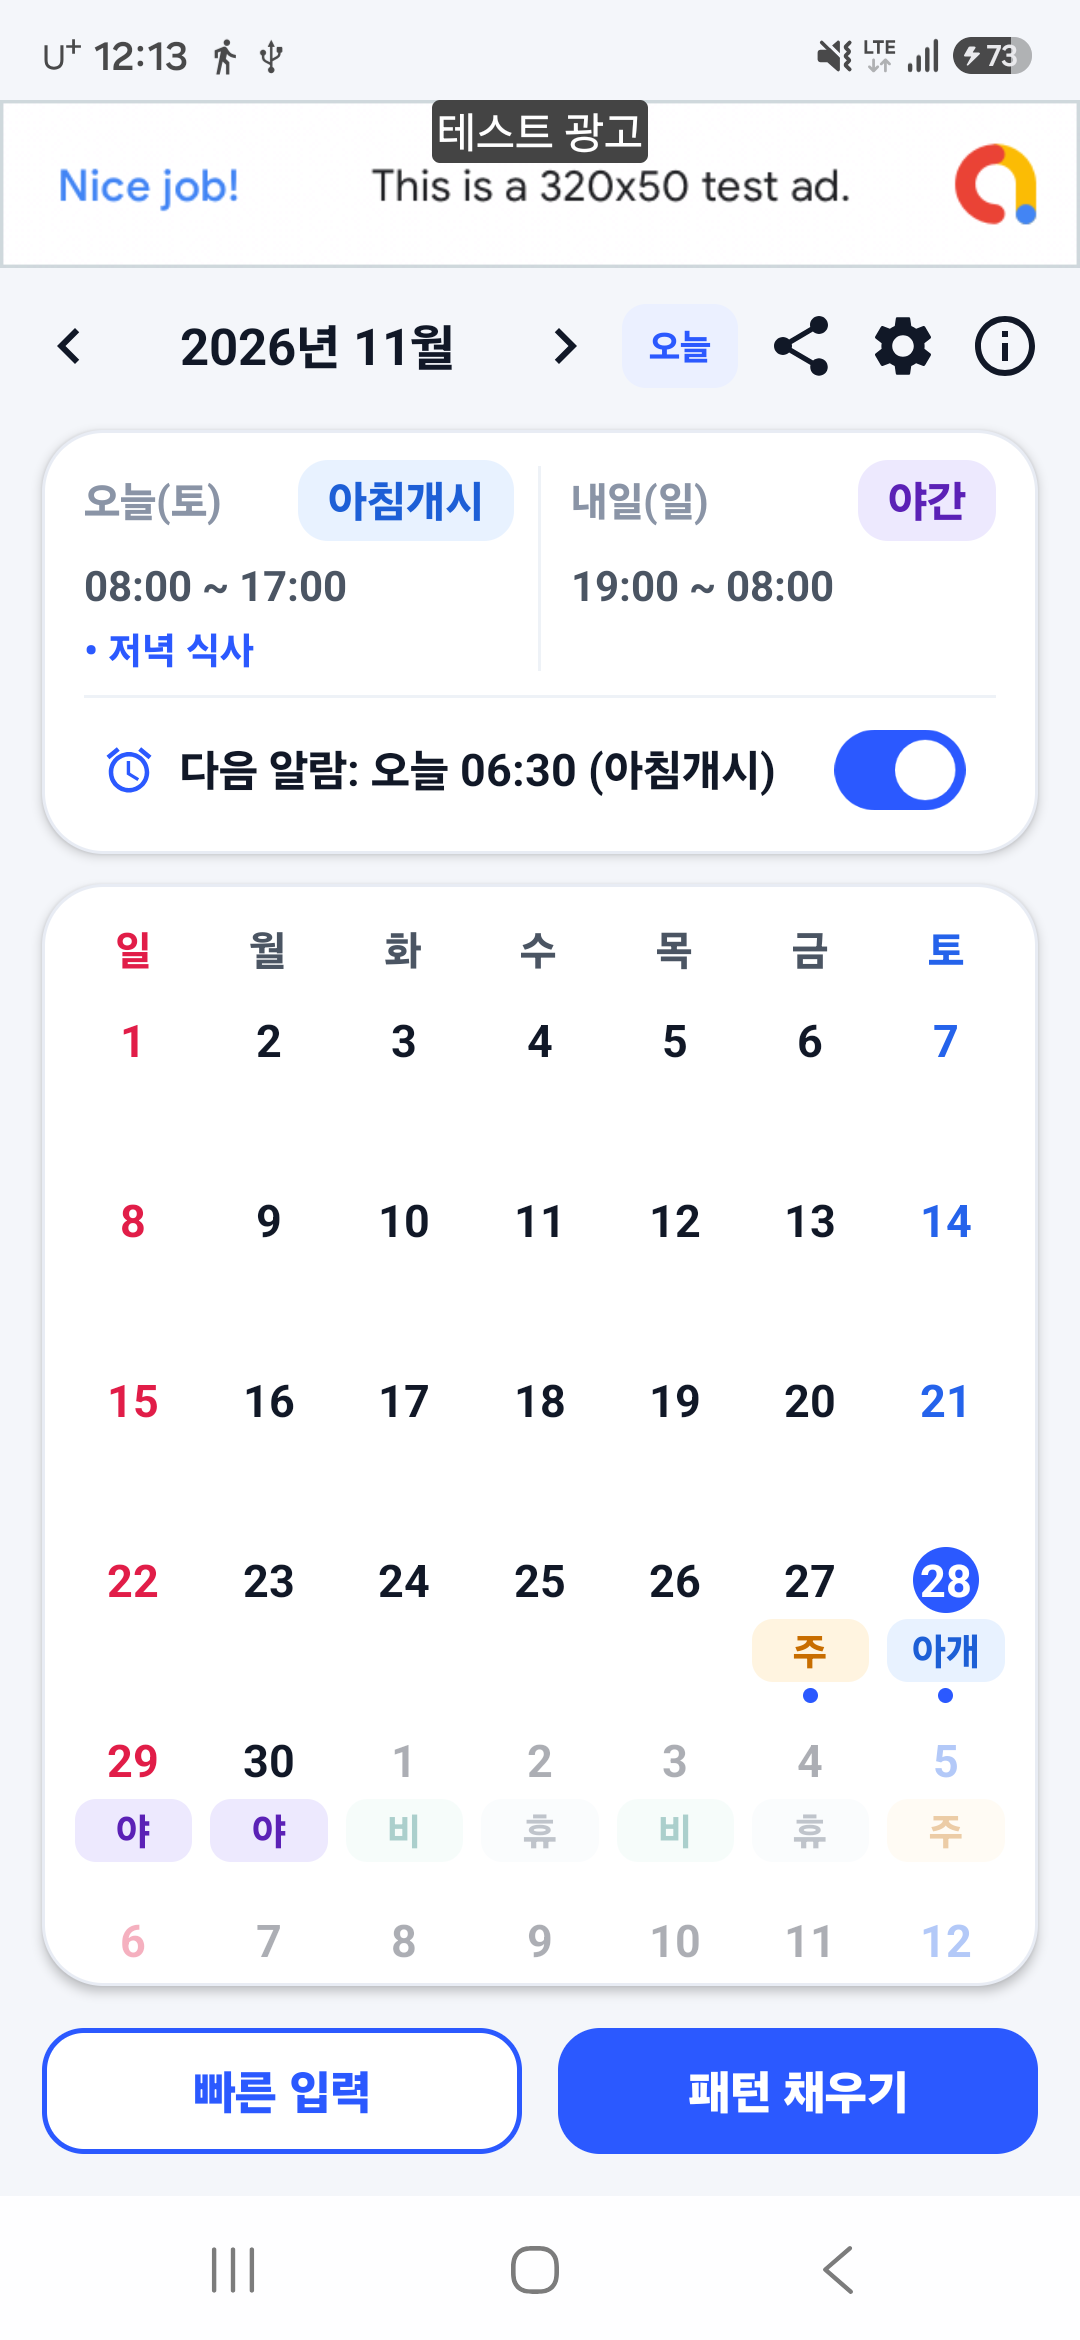 U+ 12:13 LTE 73
테스트 광고
Nice job! This is a 320x50 test ad.
2026년 11월 오늘
오늘(토) 아침개시 내일(일) 야간
08:00 ~ 17:00 19:00 ~ 08:00
• 저녁 식사
다음 알람: 오늘 06:30 (아침개시)
일 월 화 수 목 금 토
1 2 3 4 5 6 7
8 9 10 11 12 13 14
15 16 17 18 19 20 21
22 23 24 25 26 27 28
주 아개
29 30 1 2 3 4 5
야 야 비 휴 비 휴 주
6 7 8 9 10 11 12
빠른 입력 패턴 채우기